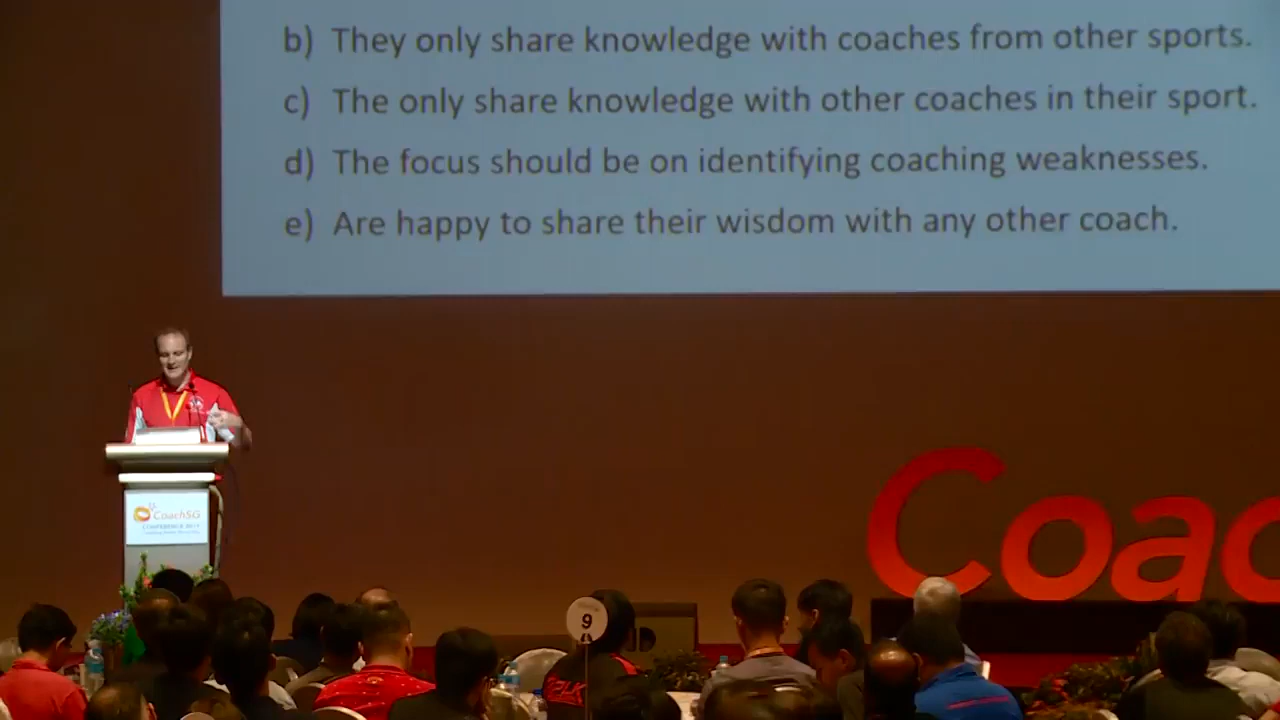 b) They only share knowledge with coaches from other sports.
c) The only share knowledge with other coaches in their sport.
d) The focus should be on identifying coaching weaknesses.
e) Are happy to share their wisdom with any other coach.
CoachSG
Coac
9